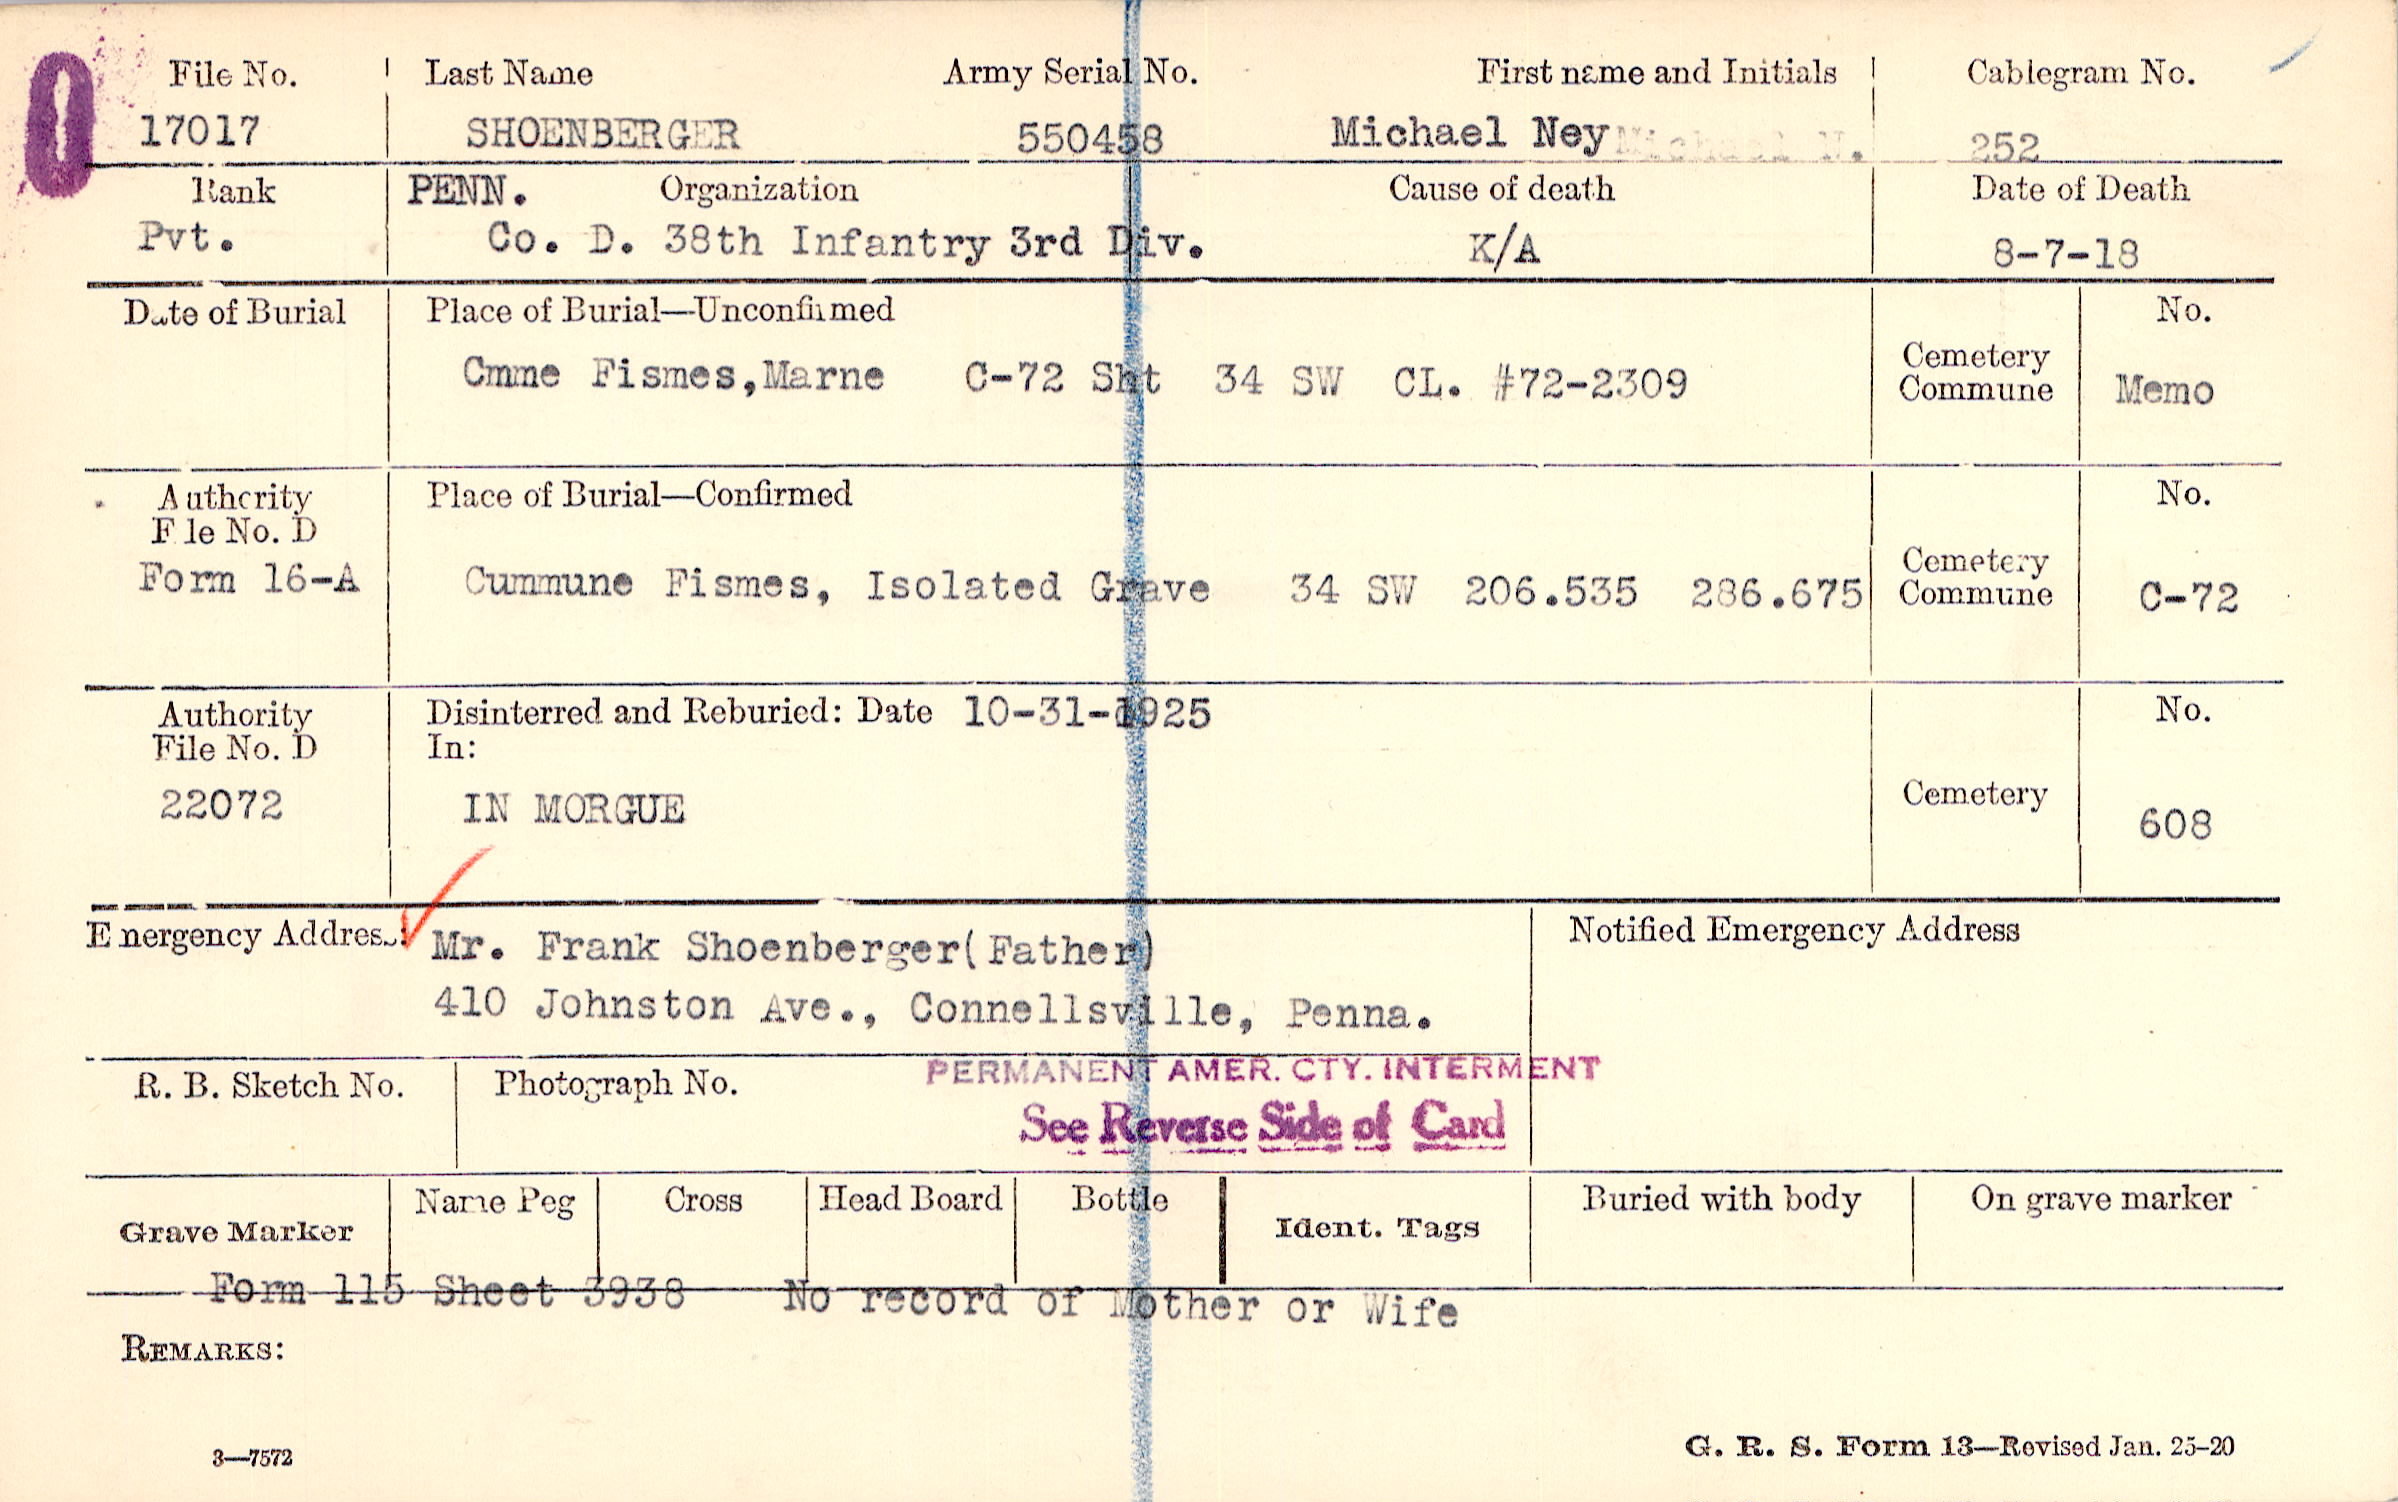 File No. Last Name Army Serial No. First name and Initials Cablegram No.
17017 SHOENBERGER 550458 Michael Ney Michael N. 252
Rank PENN. Organization Cause of death Date of Death
Pvt. Co. D. 38th Infantry 3rd Div. K/A 8-7-18
Date of Burial Place of Burial—Unconfirmed No.
Cmme Fismes,Marne C-72 Sht 34 SW CL. #72-2309 Cemetery Commune Memo
Authority File No. D Place of Burial—Confirmed No.
Form 16-A Cummune Fismes, Isolated Grave 34 SW 206.535 286.675 Cemetery Commune C-72
Authority File No. D Disinterred and Reburied: Date 10-31-1925 No.
In:
22072 IN MORGUE Cemetery 608
Emergency Address: Mr. Frank Shoenberger(Father) Notified Emergency Address
410 Johnston Ave., Connellsville, Penna.
R. B. Sketch No. Photograph No. PERMANENT AMER. CTY. INTERMENT
See Reverse Side of Card
Grave Marker Name Peg Cross Head Board Bottle Ident. Tags Buried with body On grave marker
Form 115 Sheet 3938 No record of Mother or Wife
REMARKS:
3—7572 G. R. S. Form 13—Revised Jan. 25-20